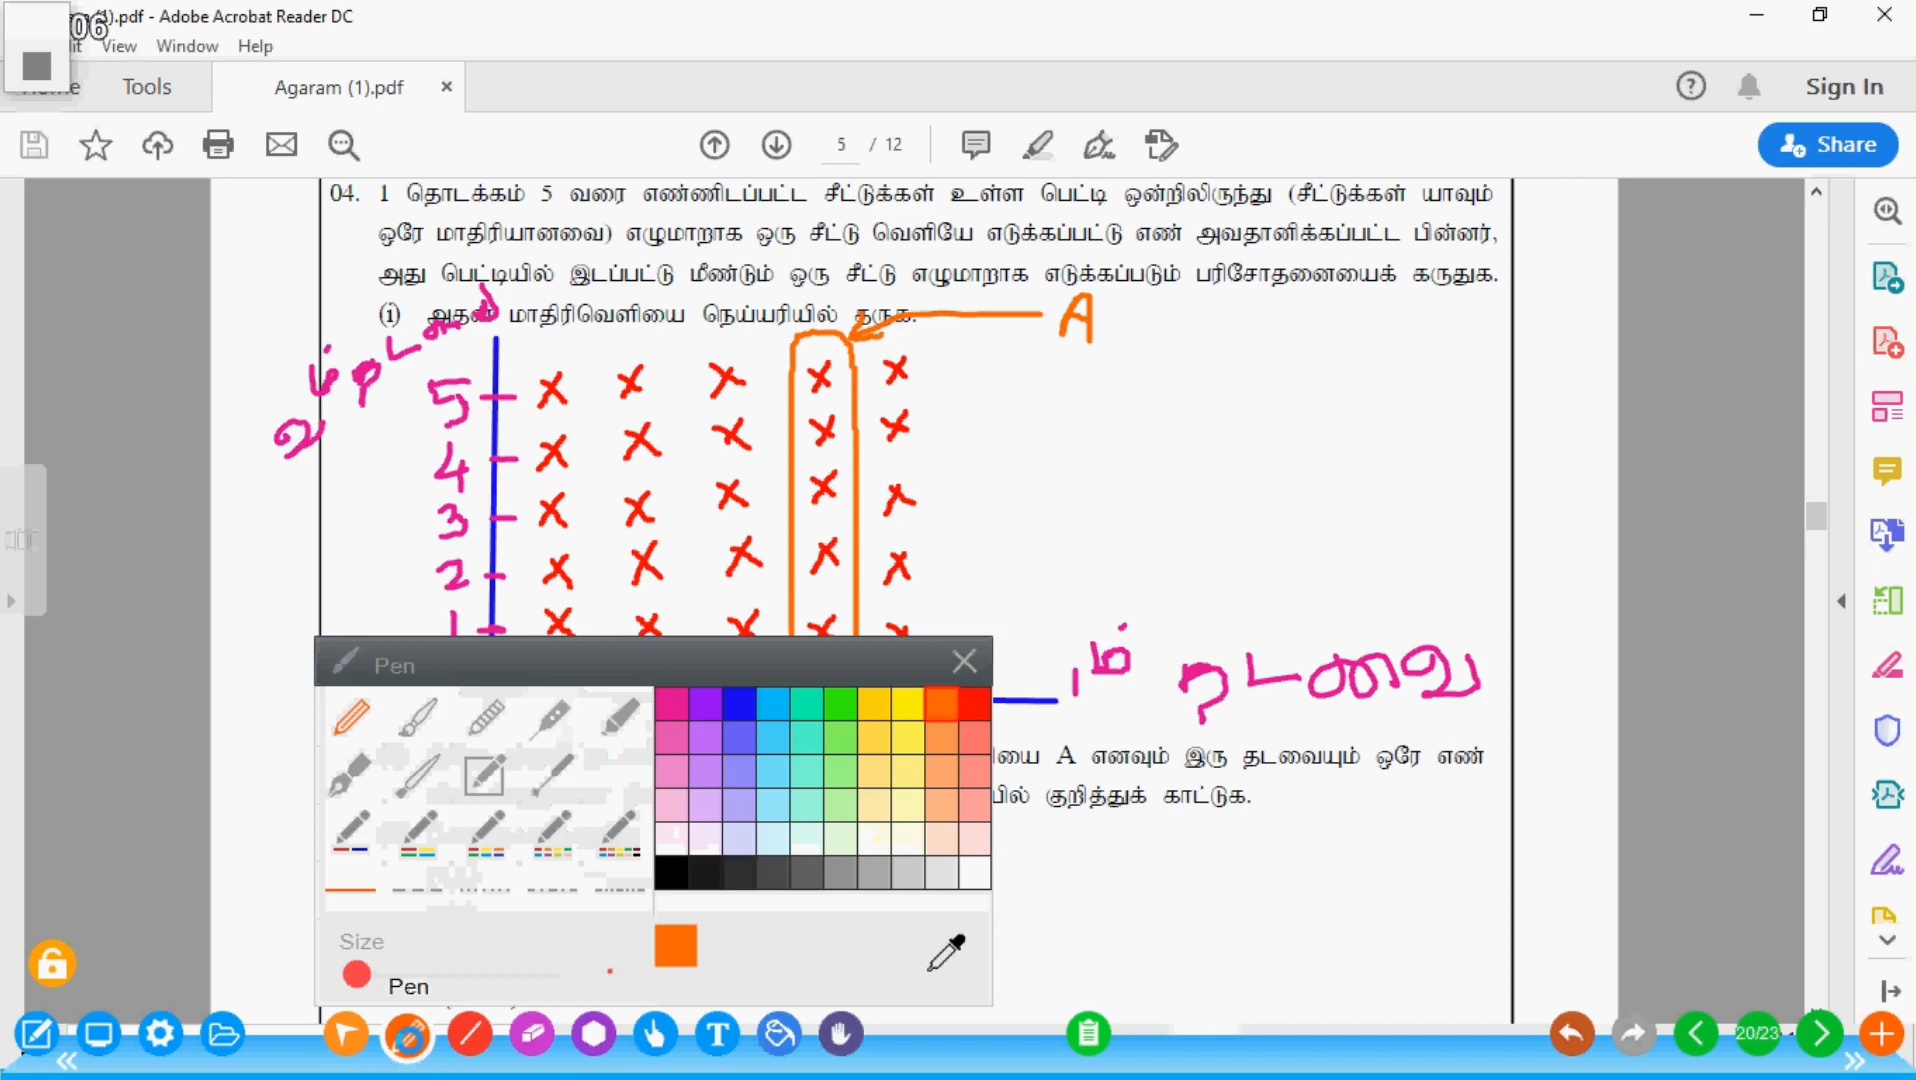 (1).pdf - Adobe Acrobat Reader DC
06
View Window Help
Tools
Agaram (1).pdf
Sign In
5 / 12
Share
04. 1 தொடக்கம் 5 வரை எண்ணிடப்பட்ட சீட்டுக்கள் உள்ள பெட்டி ஒன்றிலிருந்து (சீட்டுக்கள் யாவும்
ஒரே மாதிரியானவை) எழுமாறாக ஒரு சீட்டு வெளியே எடுக்கப்பட்டு எண் அவதானிக்கப்பட்ட பின்னர்,
அது பெட்டியில் இடப்பட்டு மீண்டும் ஒரு சீட்டு எழுமாறாக எடுக்கப்படும் பரிசோதனையைக் கருதுக.
(i) அதன் மாதிரிவெளியை நெய்யரியில் தருக.
A
5
4
3
2
1
Pen
யை A எனவும் இரு தடவையும் ஒரே எண்
யில் குறித்துக் காட்டுக.
Size
Pen
T
20/23